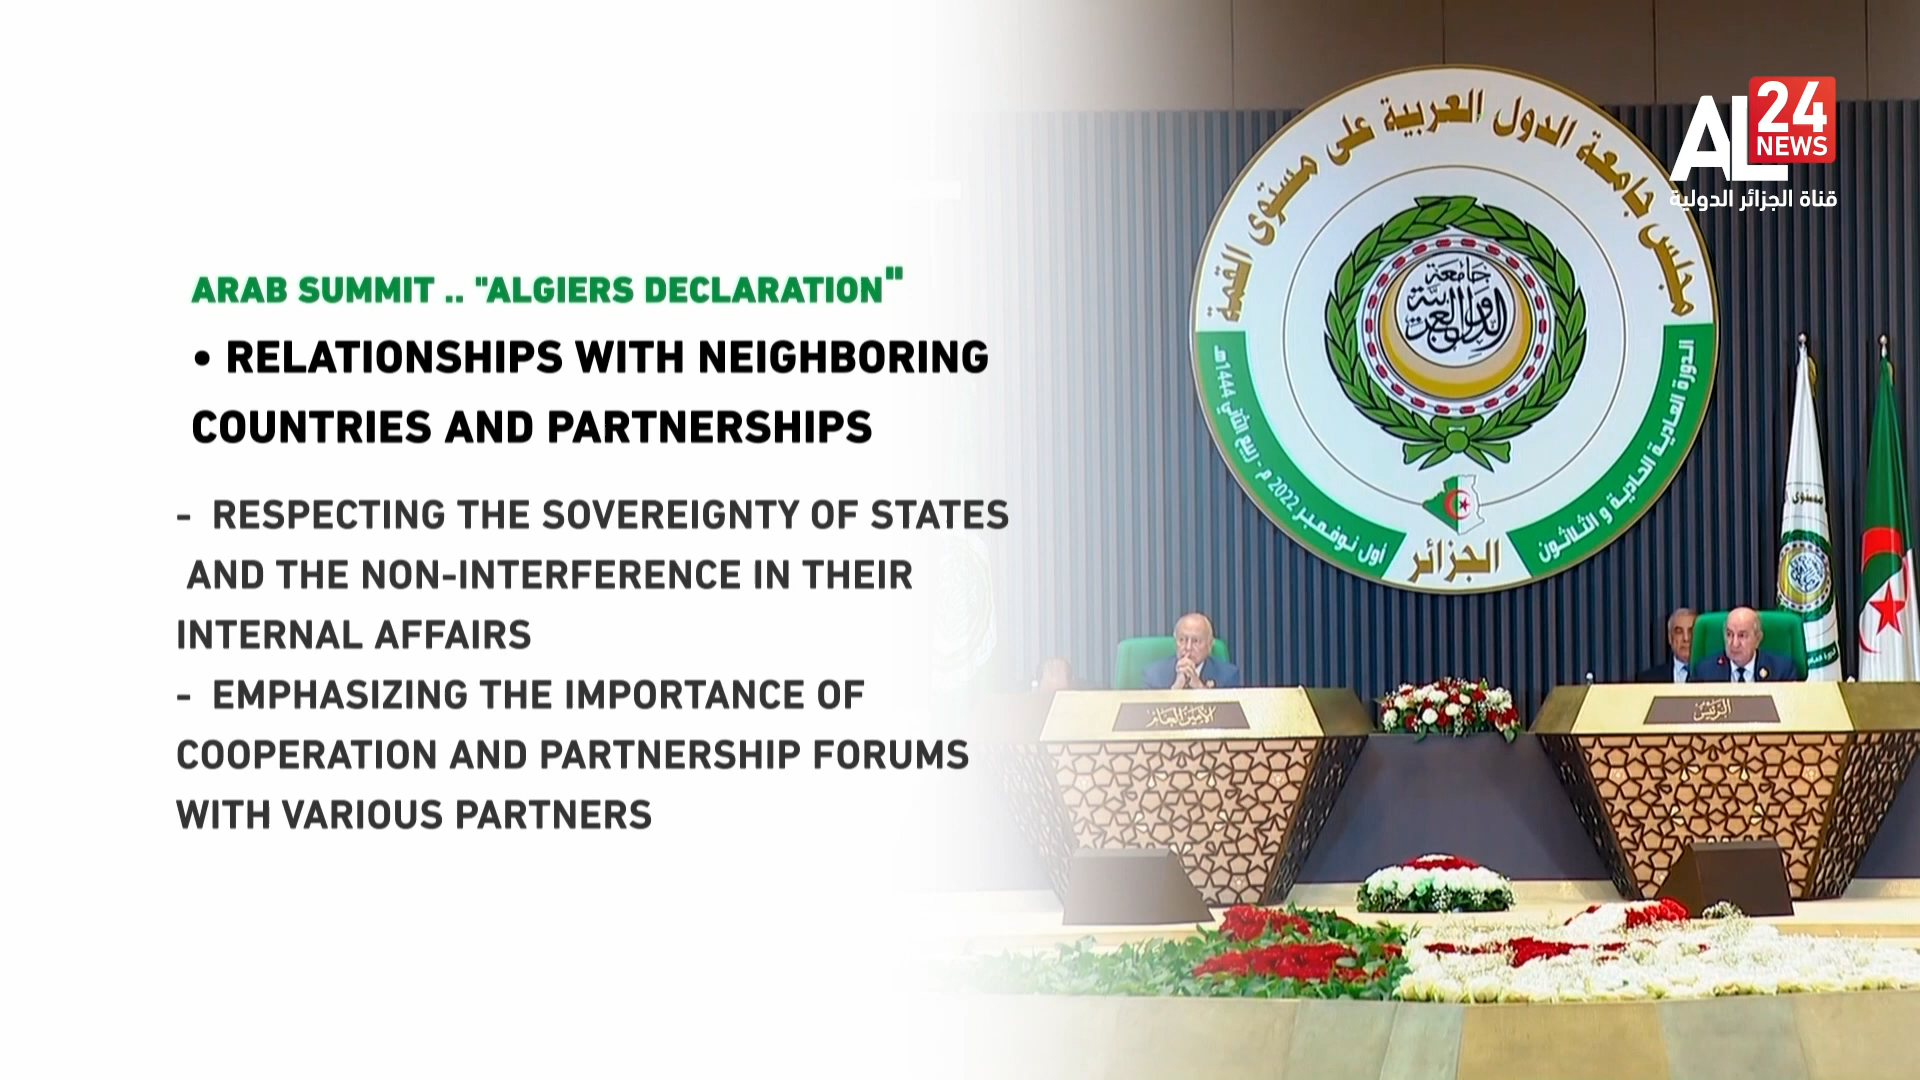 ARAB SUMMIT .. "ALGIERS DECLARATION"
• RELATIONSHIPS WITH NEIGHBORING
COUNTRIES AND PARTNERSHIPS
- RESPECTING THE SOVEREIGNTY OF STATES
AND THE NON-INTERFERENCE IN THEIR
INTERNAL AFFAIRS
- EMPHASIZING THE IMPORTANCE OF
COOPERATION AND PARTNERSHIP FORUMS
WITH VARIOUS PARTNERS
AL 24
NEWS
قناة الجزائر الدولية
مجلس جامعة الدول العربية على مستوى القمة
جامعة الدول العربية
الدورة العادية الحادية و الثلاثون
أول نوفمبر 2022 م - ربيع الثاني 1444هـ
الجزائر
الأمين العام
الرئيس